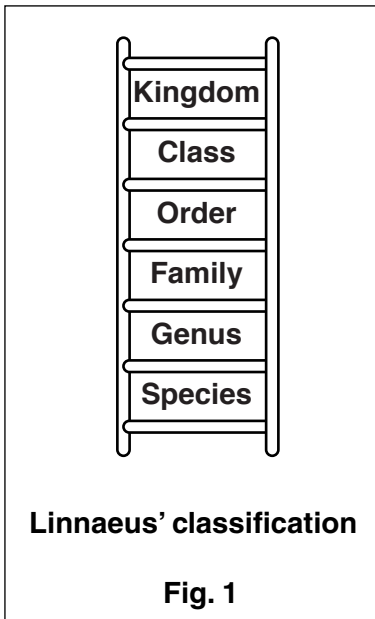 Kingdom
Class
Order
Family
Genus
Species
Linnaeus’ classification
Fig. 1